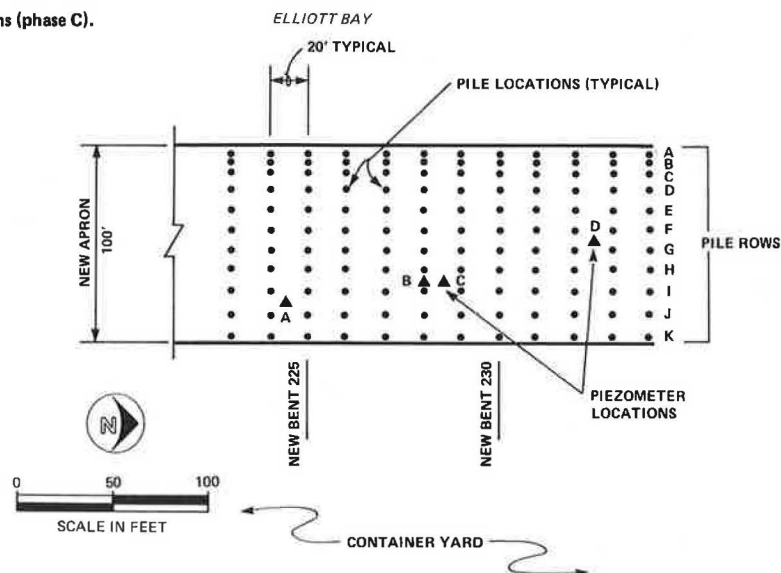 ns (phase C).
ELLIOTT BAY
20' TYPICAL
PILE LOCATIONS (TYPICAL)
A
B
C
D
E
F
G
H
I
J
K
PILE ROWS
NEW APRON
100'
D
B
C
A
NEW BENT 225
NEW BENT 230
PIEZOMETER
LOCATIONS
N
0 50 100
SCALE IN FEET
CONTAINER YARD